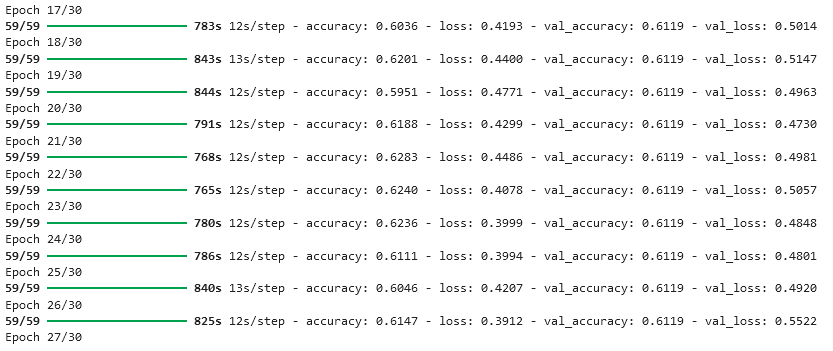 Epoch 17/30
59/59 783s 12s/step - accuracy: 0.6036 - loss: 0.4193 - val_accuracy: 0.6119 - val_loss: 0.5014
Epoch 18/30
59/59 843s 13s/step - accuracy: 0.6201 - loss: 0.4400 - val_accuracy: 0.6119 - val_loss: 0.5147
Epoch 19/30
59/59 844s 12s/step - accuracy: 0.5951 - loss: 0.4771 - val_accuracy: 0.6119 - val_loss: 0.4963
Epoch 20/30
59/59 791s 12s/step - accuracy: 0.6188 - loss: 0.4299 - val_accuracy: 0.6119 - val_loss: 0.4730
Epoch 21/30
59/59 768s 12s/step - accuracy: 0.6283 - loss: 0.4486 - val_accuracy: 0.6119 - val_loss: 0.4981
Epoch 22/30
59/59 765s 12s/step - accuracy: 0.6240 - loss: 0.4078 - val_accuracy: 0.6119 - val_loss: 0.5057
Epoch 23/30
59/59 780s 12s/step - accuracy: 0.6236 - loss: 0.3999 - val_accuracy: 0.6119 - val_loss: 0.4848
Epoch 24/30
59/59 786s 12s/step - accuracy: 0.6111 - loss: 0.3994 - val_accuracy: 0.6119 - val_loss: 0.4801
Epoch 25/30
59/59 840s 13s/step - accuracy: 0.6046 - loss: 0.4207 - val_accuracy: 0.6119 - val_loss: 0.4920
Epoch 26/30
59/59 825s 12s/step - accuracy: 0.6147 - loss: 0.3912 - val_accuracy: 0.6119 - val_loss: 0.5522
Epoch 27/30